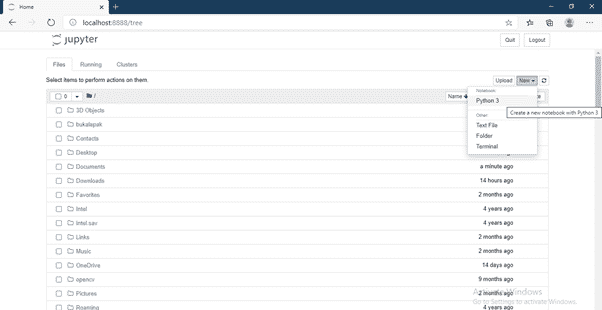 Home
localhost:8888/tree
jupyter
Quit Logout
Files Running Clusters
Select items to perform actions on them.
Upload New
0 / Name
Notebook:
Python 3
Create a new notebook with Python 3
Other:
Text File
Folder
Terminal
3D Objects
bukalapak
Contacts
Desktop
Documents a minute ago
Downloads 14 hours ago
Favorites 2 months ago
Intel 4 years ago
Intel.sav 4 years ago
Links 2 months ago
Music 2 months ago
OneDrive 14 days ago
opencv 9 months ago
Pictures 2 months ago
Roaming 4 years ago
Activate Windows
Go to Settings to activate Windows.